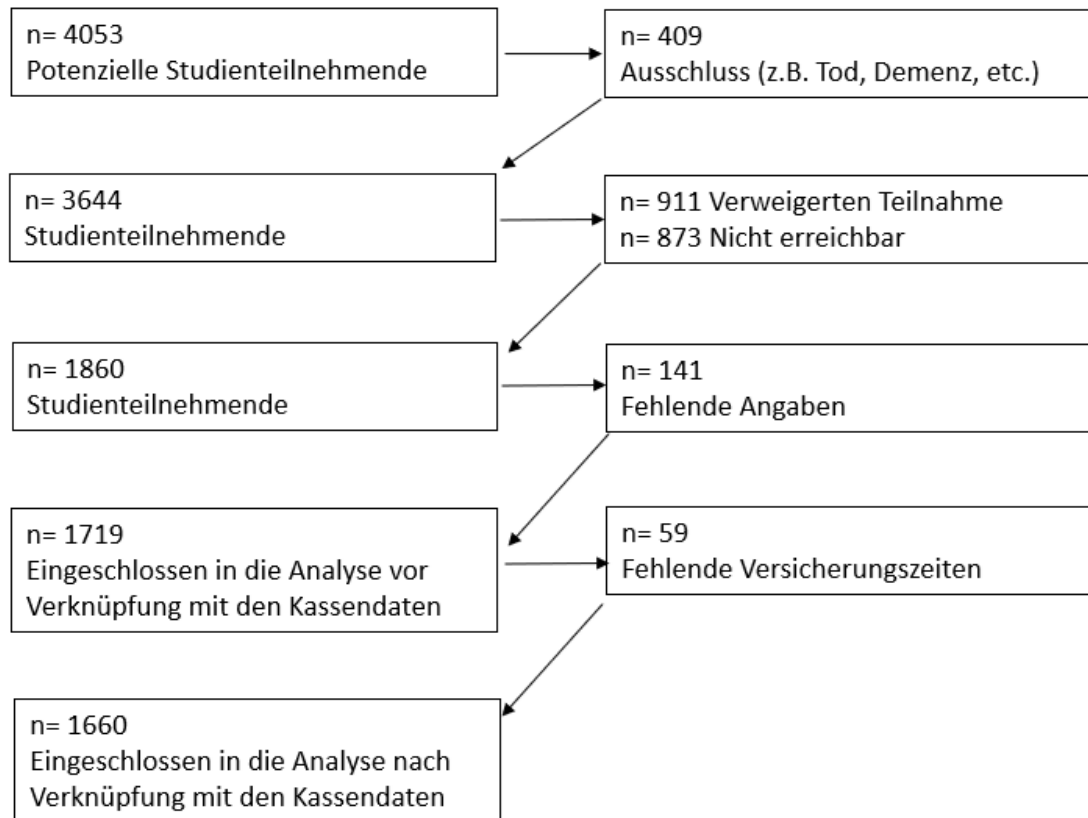 n= 4053
Potenzielle Studienteilnehmende
n= 409
Ausschluss (z.B. Tod, Demenz, etc.)
n= 3644
Studienteilnehmende
n= 911 Verweigerten Teilnahme
n= 873 Nicht erreichbar
n= 1860
Studienteilnehmende
n= 141
Fehlende Angaben
n= 1719
Eingeschlossen in die Analyse vor
Verknüpfung mit den Kassendaten
n= 59
Fehlende Versicherungszeiten
n= 1660
Eingeschlossen in die Analyse nach
Verknüpfung mit den Kassendaten